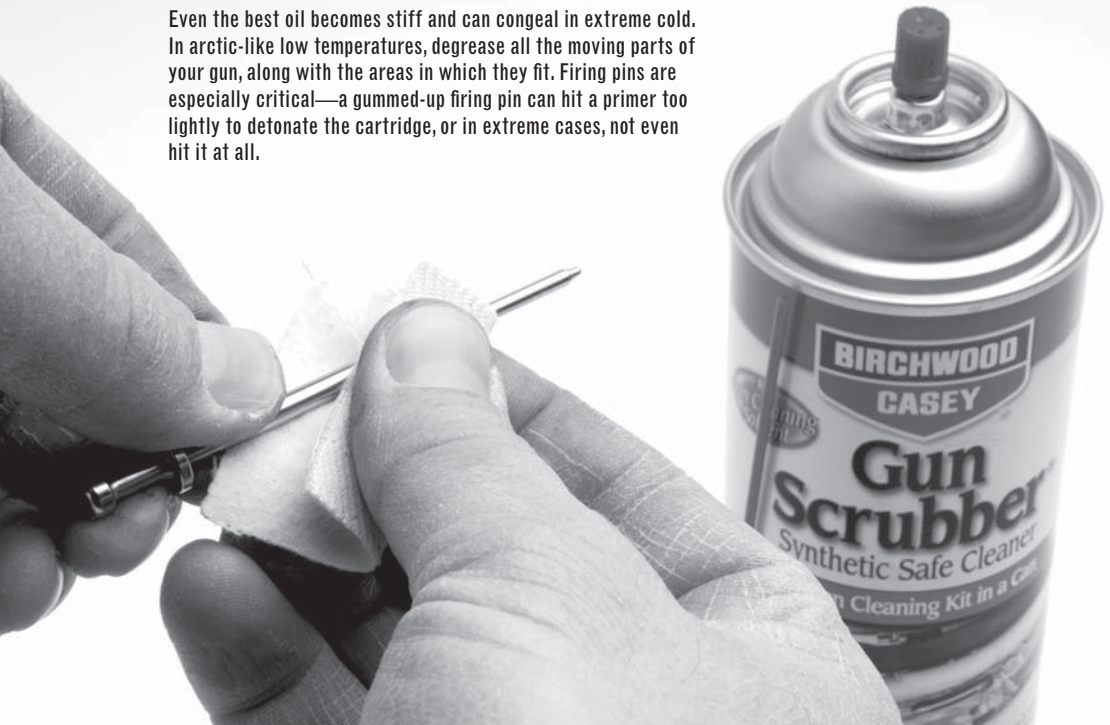 Even the best oil becomes stiff and can congeal in extreme cold.
In arctic-like low temperatures, degrease all the moving parts of
your gun, along with the areas in which they fit. Firing pins are
especially critical—a gummed-up firing pin can hit a primer too
lightly to detonate the cartridge, or in extreme cases, not even
hit it at all.
BIRCHWOOD
CASEY
Gun
Scrubber
Synthetic Safe Cleaner
Cleaning Kit in a Can